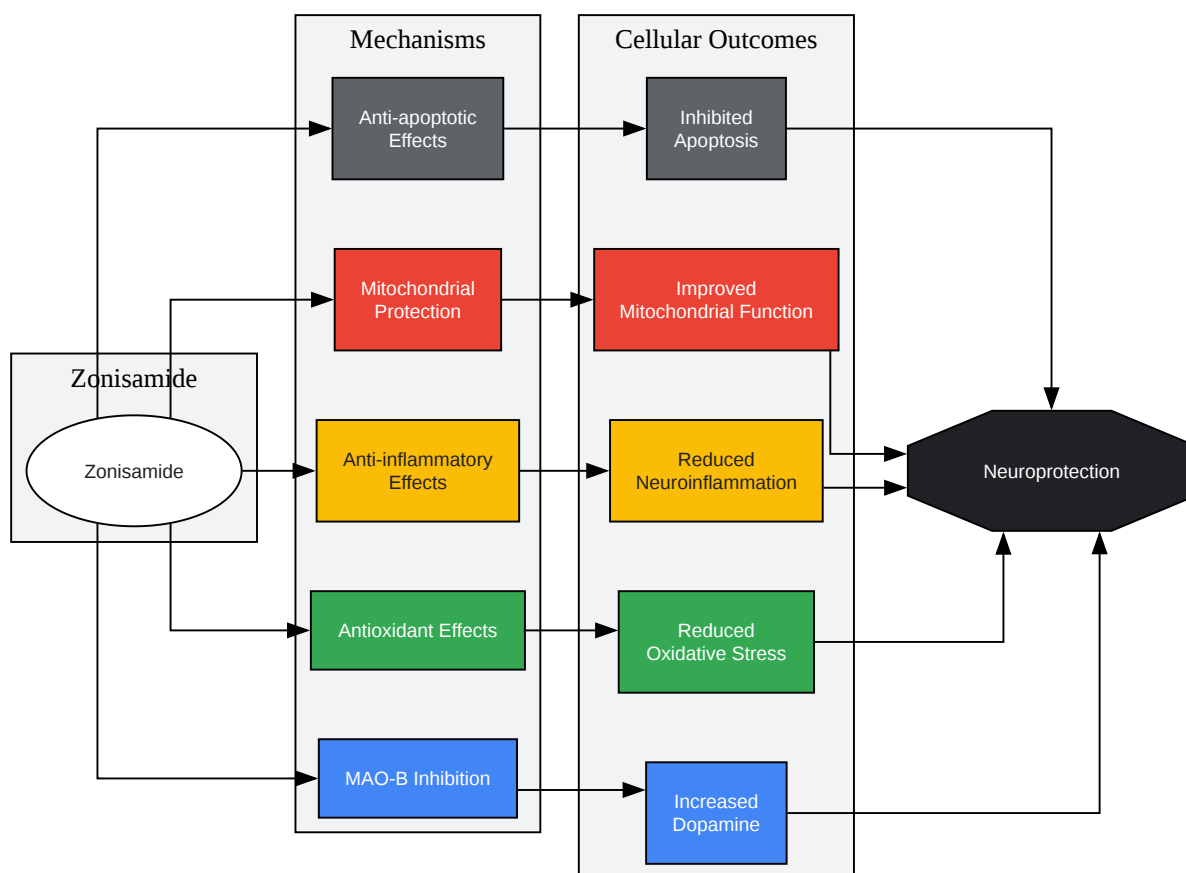 Mechanisms
Cellular Outcomes
Anti-apoptotic
Effects
Inhibited
Apoptosis
Mitochondrial
Protection
Improved
Mitochondrial Function
Zonisamide
Zonisamide
Anti-inflammatory
Effects
Reduced
Neuroinflammation
Neuroprotection
Antioxidant Effects
Reduced
Oxidative Stress
MAO-B Inhibition
Increased
Dopamine